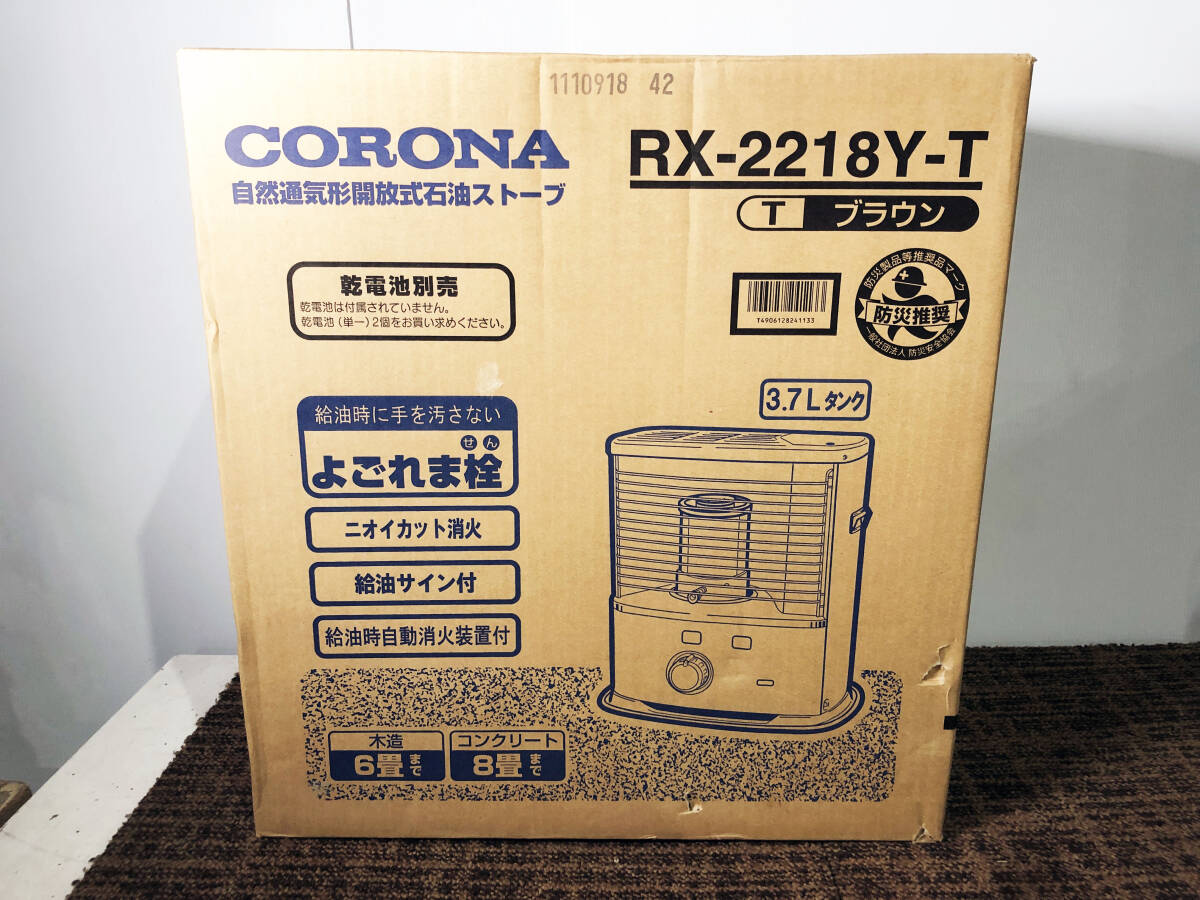 1110918 42
CORONA
自然通気形開放式石油ストーブ
RX-2218Y-T
T ブラウン
乾電池別売
乾電池は付属されていません。
乾電池(単一)2個をお買い求めください。
T4906128241133
防災製品等推奨品マーク
防災推奨
一般社団法人 防災安全協会
3.7Lタンク
給油時に手を汚さない
せん
よごれま栓
ニオイカット消火
給油サイン付
給油時自動消火装置付
木造
6畳まで
コンクリート
8畳まで